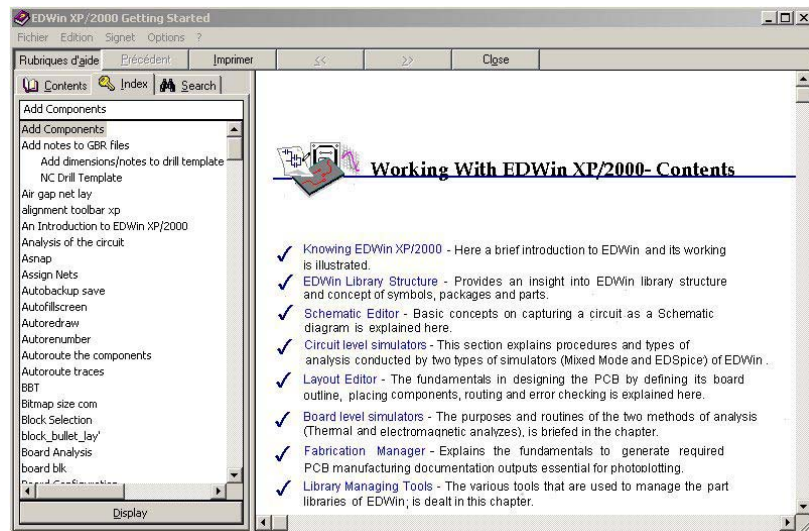 EDWin XP/2000 Getting Started
Fichier Edition Signet Options ?
Rubriques d'aide Précédent Imprimer << >> Close
Contents Index Search
Add Components
Add Components
Add notes to GBR files
Add dimensions/notes to drill template
NC Drill Template
Air gap net lay
alignment toolbar xp
An Introduction to EDWin XP/2000
Analysis of the circuit
Asnap
Assign Nets
Autobackup save
Autofillscreen
Autoredraw
Autorenumber
Autoroute the components
Autoroute traces
BBT
Bitmap size com
Block Selection
block_bullet_lay'
Board Analysis
board blk
Board Configuration
Display
Working With EDWin XP/2000- Contents
Knowing EDWin XP/2000 - Here a brief introduction to EDWin and its working
is illustrated.
EDWin Library Structure - Provides an insight into EDWin library structure
and concept of symbols, packages and parts.
Schematic Editor - Basic concepts on capturing a circuit as a Schematic
diagram is explained here.
Circuit level simulators - This section explains procedures and types of
analysis conducted by two types of simulators (Mixed Mode and EDSpice) of EDWin .
Layout Editor - The fundamentals in designing the PCB by defining its board
outline, placing components, routing and error checking is explained here.
Board level simulators - The purposes and routines of the two methods of analysis
(Thermal and electromagnetic analyzes), is briefed in the chapter.
Fabrication Manager - Explains the fundamentals to generate required
PCB manufacturing documentation outputs essential for photoplotting.
Library Managing Tools - The various tools that are used to manage the part
libraries of EDWin; is dealt in this chapter.